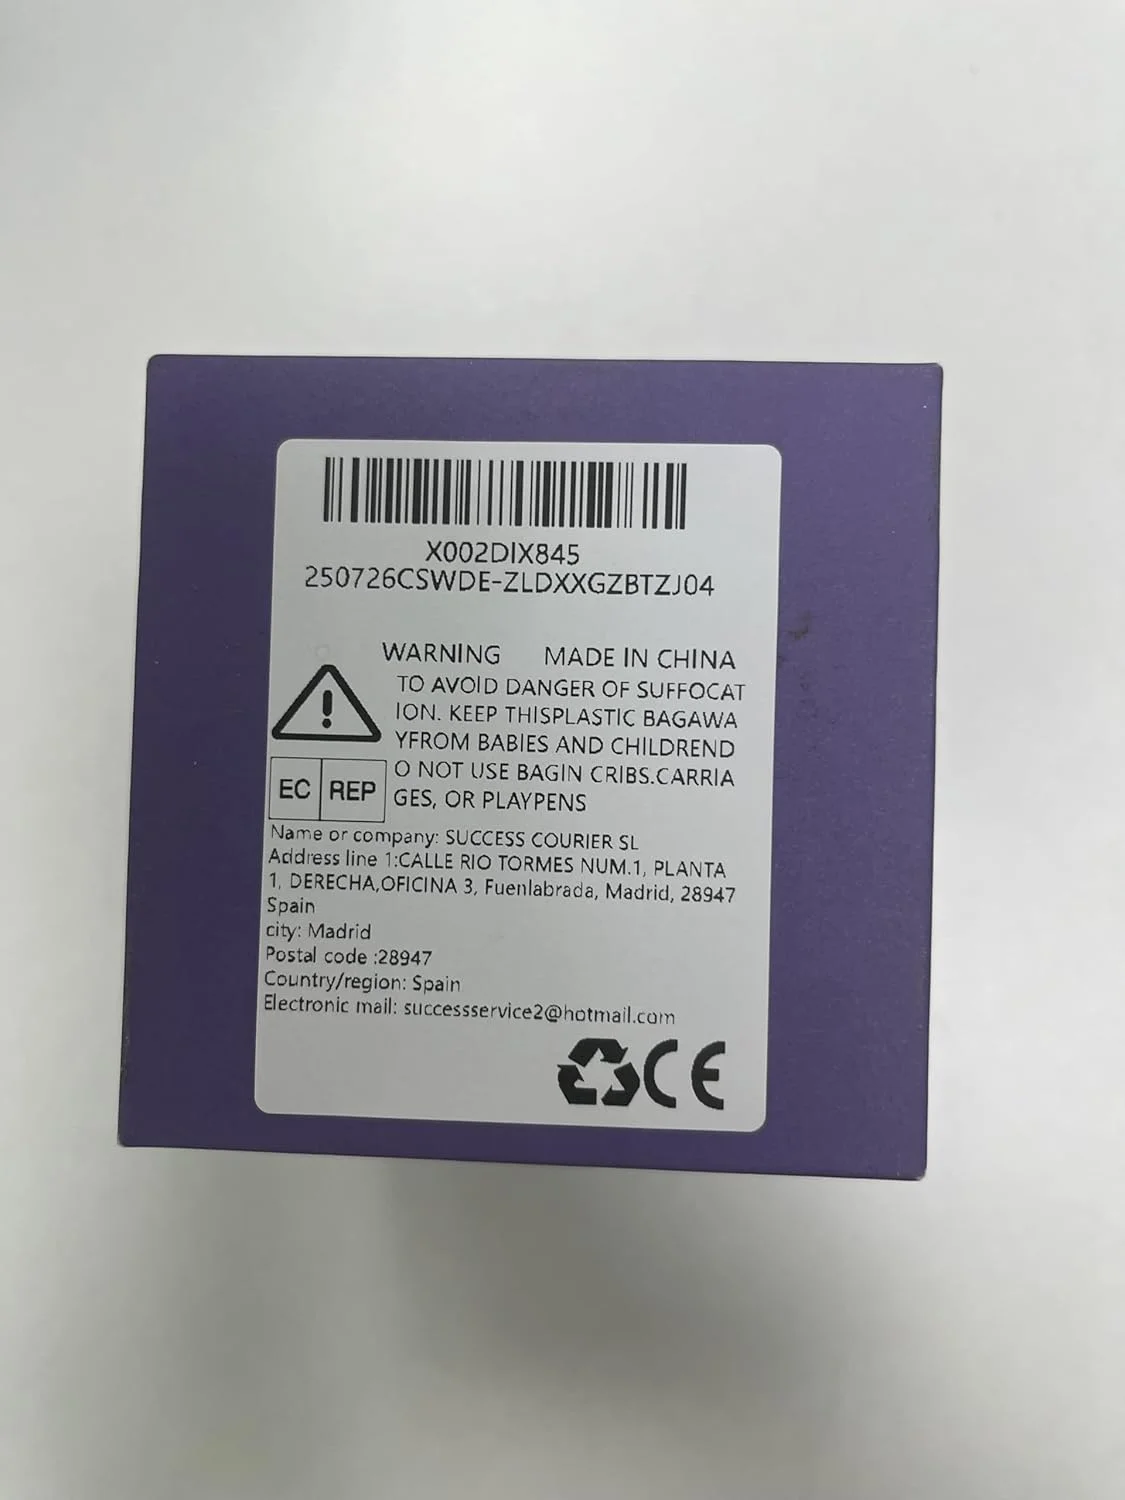 X002DIX845
250726CSWDE-ZLDXXGZBTZJ04
WARNING MADE IN CHINA
TO AVOID DANGER OF SUFFOCAT
ION. KEEP THISPLASTIC BAGAWA
YFROM BABIES AND CHILDREND
O NOT USE BAGIN CRIBS.CARRIA
GES, OR PLAYPENS
EC REP
Name or company: SUCCESS COURIER SL
Address line 1:CALLE RIO TORMES NUM.1, PLANTA
1, DERECHA,OFICINA 3, Fuenlabrada, Madrid, 28947
Spain
city: Madrid
Postal code :28947
Country/region: Spain
Electronic mail: successservice2@hotmail.com
CE